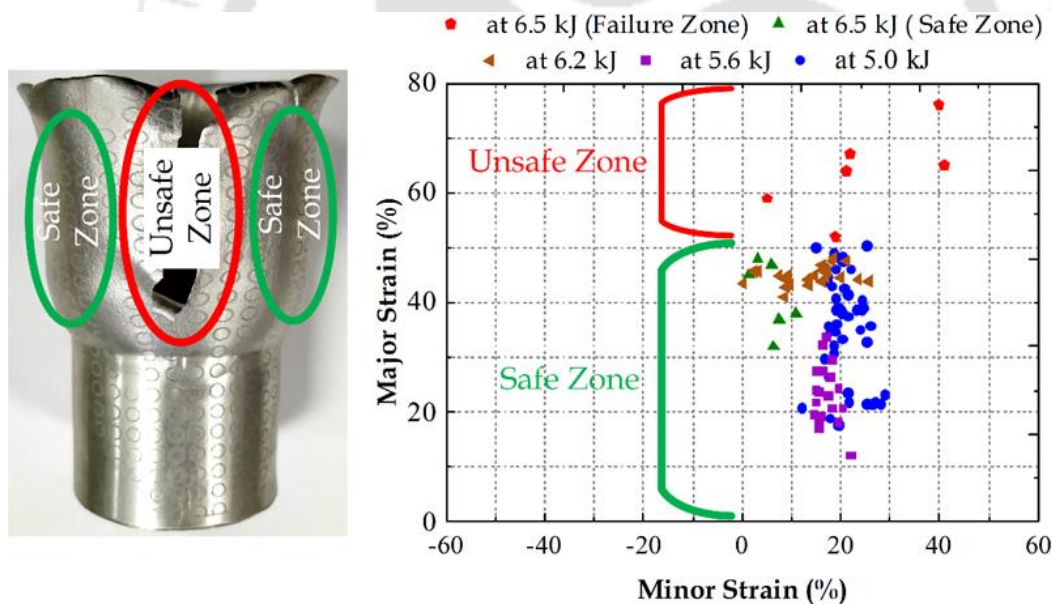 at 6.5 kJ (Failure Zone) at 6.5 kJ ( Safe Zone)
at 6.2 kJ at 5.6 kJ at 5.0 kJ
Safe
Zone
Unsafe
Zone
Safe
Zone
Major Strain (%)
80
60
40
20
0
Unsafe Zone
Safe Zone
-60 -40 -20 0 20 40 60
Minor Strain (%)